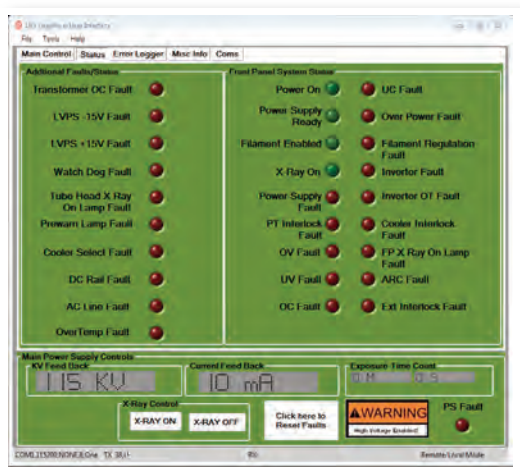 File Tools Help
Main Control Status Error Logger Misc Info Coms
Additional Faults/Status
Transformer OC Fault
LVPS -15V Fault
LVPS +15V Fault
Watch Dog Fault
Tube Head X Ray
On Lamp Fault
Prewarn Lamp Fault
Cooler Select Fault
DC Rail Fault
AC Line Fault
OverTemp Fault
Front Panel System Status
Power On
UC Fault
Power Supply
Ready
Over Power Fault
Filament Enabled
Filament Regulation
Fault
X-Ray On
Invertor Fault
Power Supply
Fault
Invertor OT Fault
PT Interlock
Fault
Cooler Interlock
Fault
OV Fault
FP X Ray On Lamp
Fault
UV Fault
ARC Fault
OC Fault
Ext Interlock Fault
Main Power Supply Controls
KV Feed Back
115 KV
Current Feed Back
10 mA
Exposure Time Count
0 M 0 S
X-Ray Control
X-RAY ON
X-RAY OFF
Click here to
Reset Faults
WARNING
High Voltage Enabled!
PS Fault
Remote/Local Mode